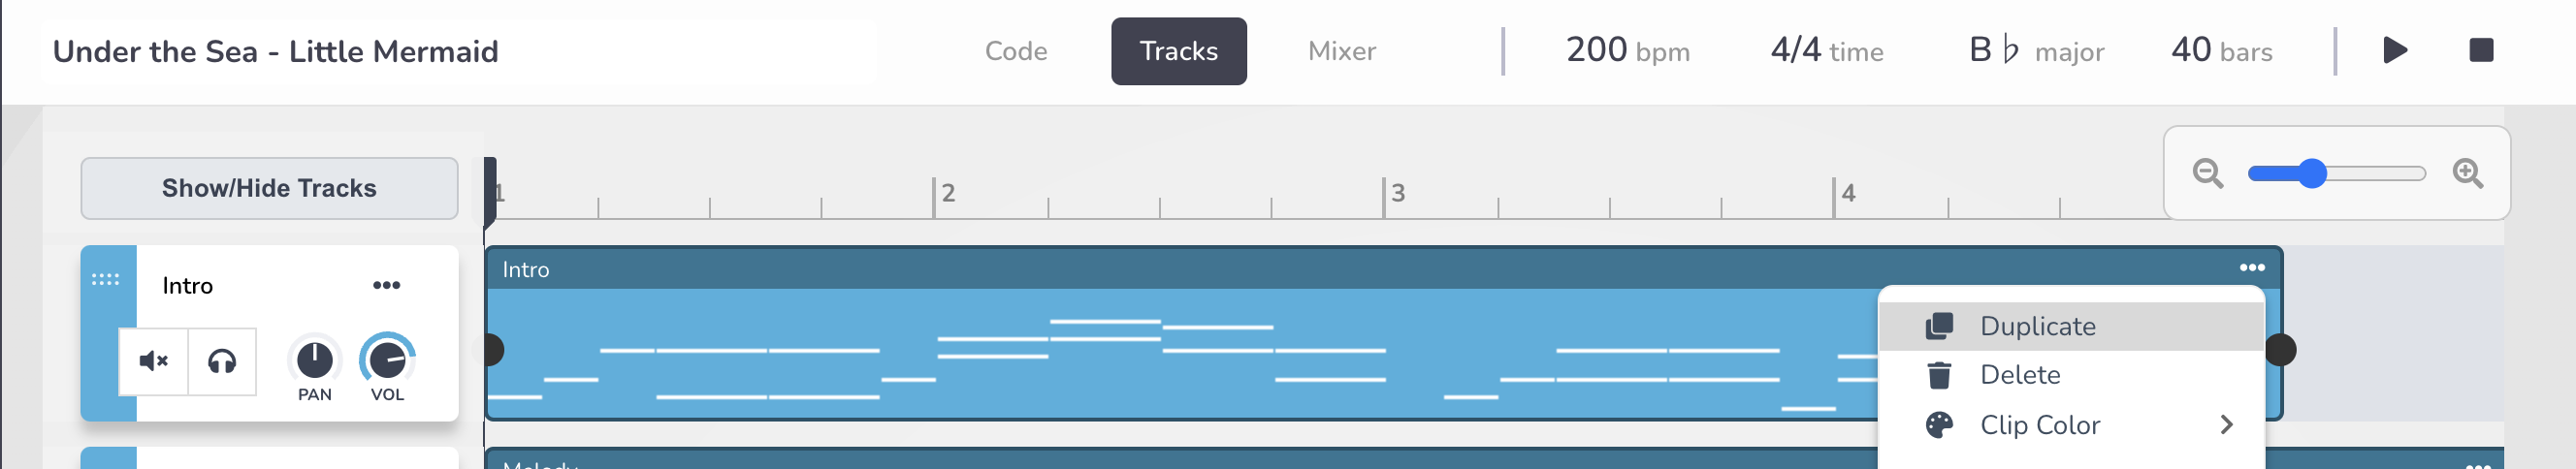 Under the Sea - Little Mermaid
Code
Tracks
Mixer
200 bpm
4/4 time
B♭ major
40 bars
Show/Hide Tracks
1
2
3
4
Intro
PAN
VOL
Intro
Duplicate
Delete
Clip Color
Melody